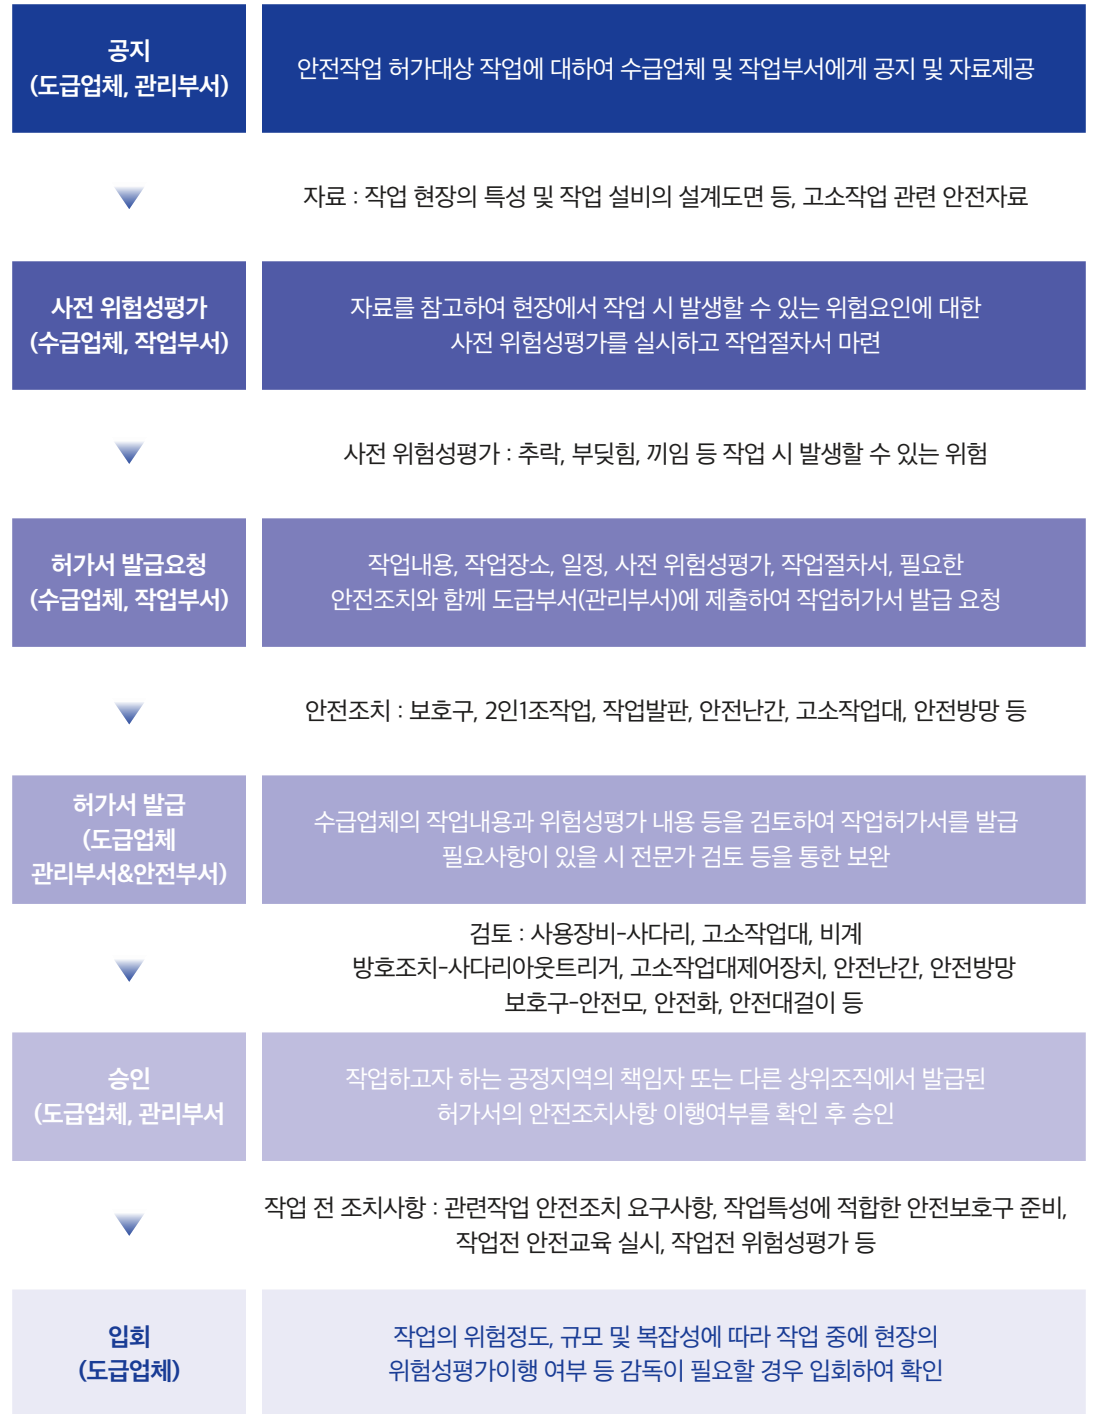 공지
(도급업체, 관리부서)
안전작업 허가대상 작업에 대하여 수급업체 및 작업부서에게 공지 및 자료제공
자료 : 작업 현장의 특성 및 작업 설비의 설계도면 등, 고소작업 관련 안전자료
사전 위험성평가
(수급업체, 작업부서)
자료를 참고하여 현장에서 작업 시 발생할 수 있는 위험요인에 대한
사전 위험성평가를 실시하고 작업절차서 마련
사전 위험성평가 : 추락, 부딪힘, 끼임 등 작업 시 발생할 수 있는 위험
허가서 발급요청
(수급업체, 작업부서)
작업내용, 작업장소, 일정, 사전 위험성평가, 작업절차서, 필요한
안전조치와 함께 도급부서(관리부서)에 제출하여 작업허가서 발급 요청
안전조치 : 보호구, 2인1조작업, 작업발판, 안전난간, 고소작업대, 안전방망 등
허가서 발급
(도급업체
관리부서&안전부서)
수급업체의 작업내용과 위험성평가 내용 등을 검토하여 작업허가서를 발급
필요사항이 있을 시 전문가 검토 등을 통한 보완
검토 : 사용장비-사다리, 고소작업대, 비계
방호조치-사다리아웃트리거, 고소작업대제어장치, 안전난간, 안전방망
보호구-안전모, 안전화, 안전대걸이 등
승인
(도급업체, 관리부서
작업하고자 하는 공정지역의 책임자 또는 다른 상위조직에서 발급된
허가서의 안전조치사항 이행여부를 확인 후 승인
작업 전 조치사항 : 관련작업 안전조치 요구사항, 작업특성에 적합한 안전보호구 준비,
작업전 안전교육 실시, 작업전 위험성평가 등
입회
(도급업체)
작업의 위험정도, 규모 및 복잡성에 따라 작업 중에 현장의
위험성평가이행 여부 등 감독이 필요할 경우 입회하여 확인